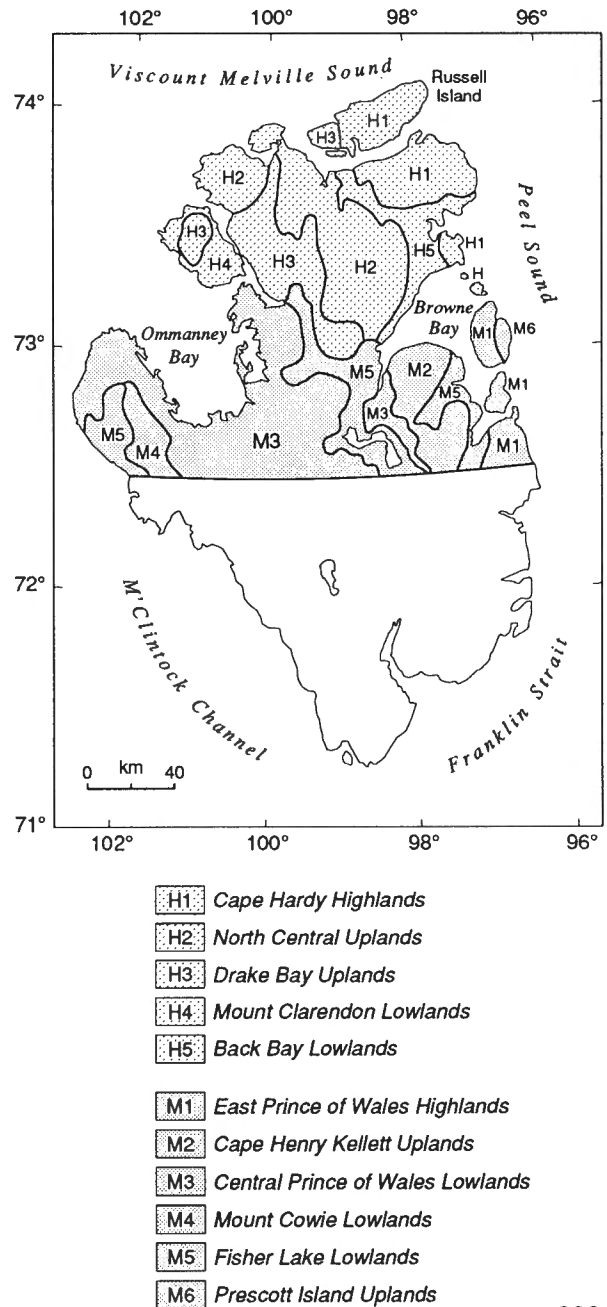 102° 100° 98° 96°
Viscount Melville Sound
Russell
Island
74°
H1
H3
H2
H1
Peel Sound
H3
H4
H3
H2
H5
H1
H
73°
Ommanney
Bay
Browne
Bay
M1
M6
M2
M5
M5
M1
M3
M5
M4
M3
M1
72°
M'Clintock Channel
Franklin Strait
0 km 40
71°
102° 100° 98° 96°
H1 Cape Hardy Highlands
H2 North Central Uplands
H3 Drake Bay Uplands
H4 Mount Clarendon Lowlands
H5 Back Bay Lowlands
M1 East Prince of Wales Highlands
M2 Cape Henry Kellett Uplands
M3 Central Prince of Wales Lowlands
M4 Mount Cowie Lowlands
M5 Fisher Lake Lowlands
M6 Prescott Island Uplands